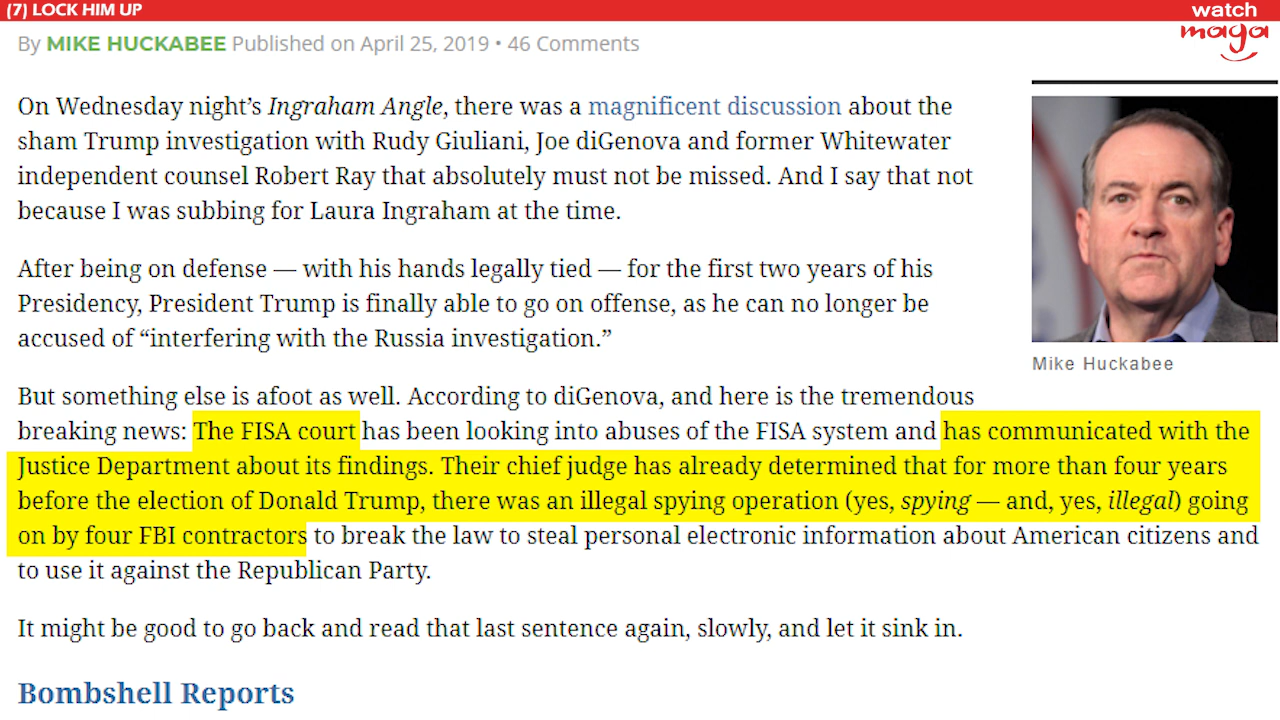 (7) LOCK HIM UP
watch
maga
By MIKE HUCKABEE Published on April 25, 2019 • 46 Comments
On Wednesday night’s Ingraham Angle, there was a magnificent discussion about the
sham Trump investigation with Rudy Giuliani, Joe diGenova and former Whitewater
independent counsel Robert Ray that absolutely must not be missed. And I say that not
because I was subbing for Laura Ingraham at the time.
After being on defense — with his hands legally tied — for the first two years of his
Presidency, President Trump is finally able to go on offense, as he can no longer be
accused of “interfering with the Russia investigation.”
Mike Huckabee
But something else is afoot as well. According to diGenova, and here is the tremendous
breaking news: The FISA court has been looking into abuses of the FISA system and has communicated with the
Justice Department about its findings. Their chief judge has already determined that for more than four years
before the election of Donald Trump, there was an illegal spying operation (yes, spying — and, yes, illegal) going
on by four FBI contractors to break the law to steal personal electronic information about American citizens and
to use it against the Republican Party.
It might be good to go back and read that last sentence again, slowly, and let it sink in.
Bombshell Reports